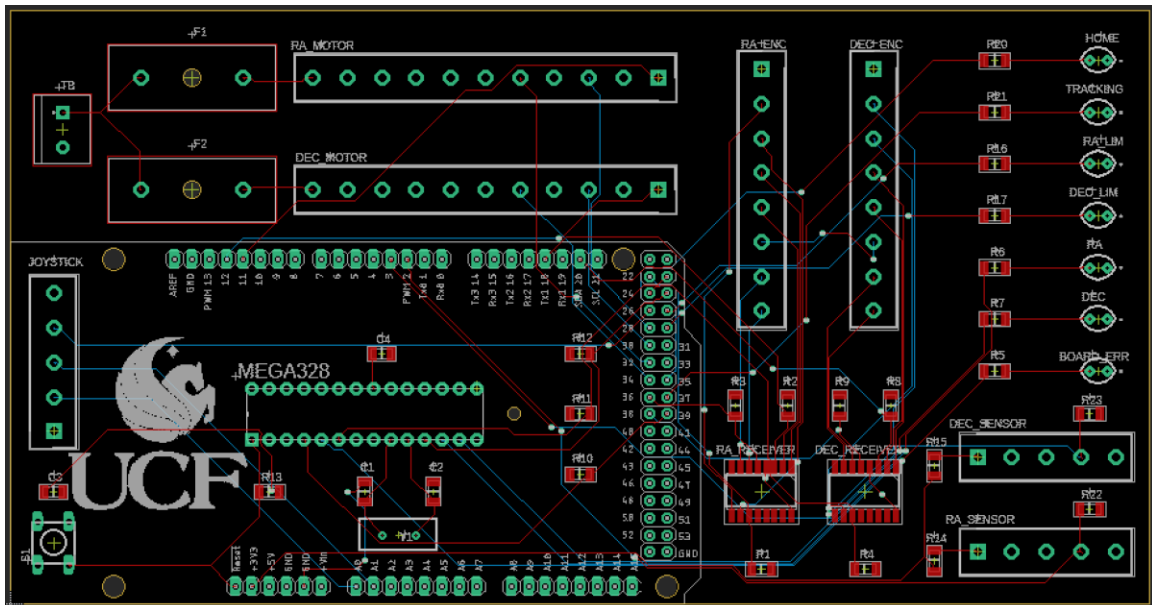 F1
RA_MOTOR
RA-ENC
DEC-ENC
R20
HOME
TB
R21
TRACKING
F2
DEC_MOTOR
R16
RA-LIM
R17
DEC_LIM
JOYSTICK
AREF
GND
PWM 13
12
11
10
9
8
7
6
5
4
3
PWM 2
Tx0 1
Rx0 0
Tx3 14
Rx3 15
Tx2 16
Rx2 17
Tx1 18
Rx1 19
SDA 20
SCL 21
R6
RA
22
24
26
28
30
31
32
33
34
35
36
37
38
39
40
41
42
44
43
45
46
47
49
50
51
52
53
GND
R7
DEC
R5
BOARD_ERR
C4
R12
MEGA328
R11
R3
R2
R9
R8
R23
DEC_SENSOR
R15
RA_RECEIVER
DEC_RECEIVER
UCF
C3
R13
C1
C2
R10
R22
RA_SENSOR
S1
Y1
R14
R1
R4
Reset
+3V3
+5V
GND
GND
+Vin
A0
A1
A2
A3
A4
A5
A6
A7
A8
A9
A10
A11
A12
A13
A14
A15